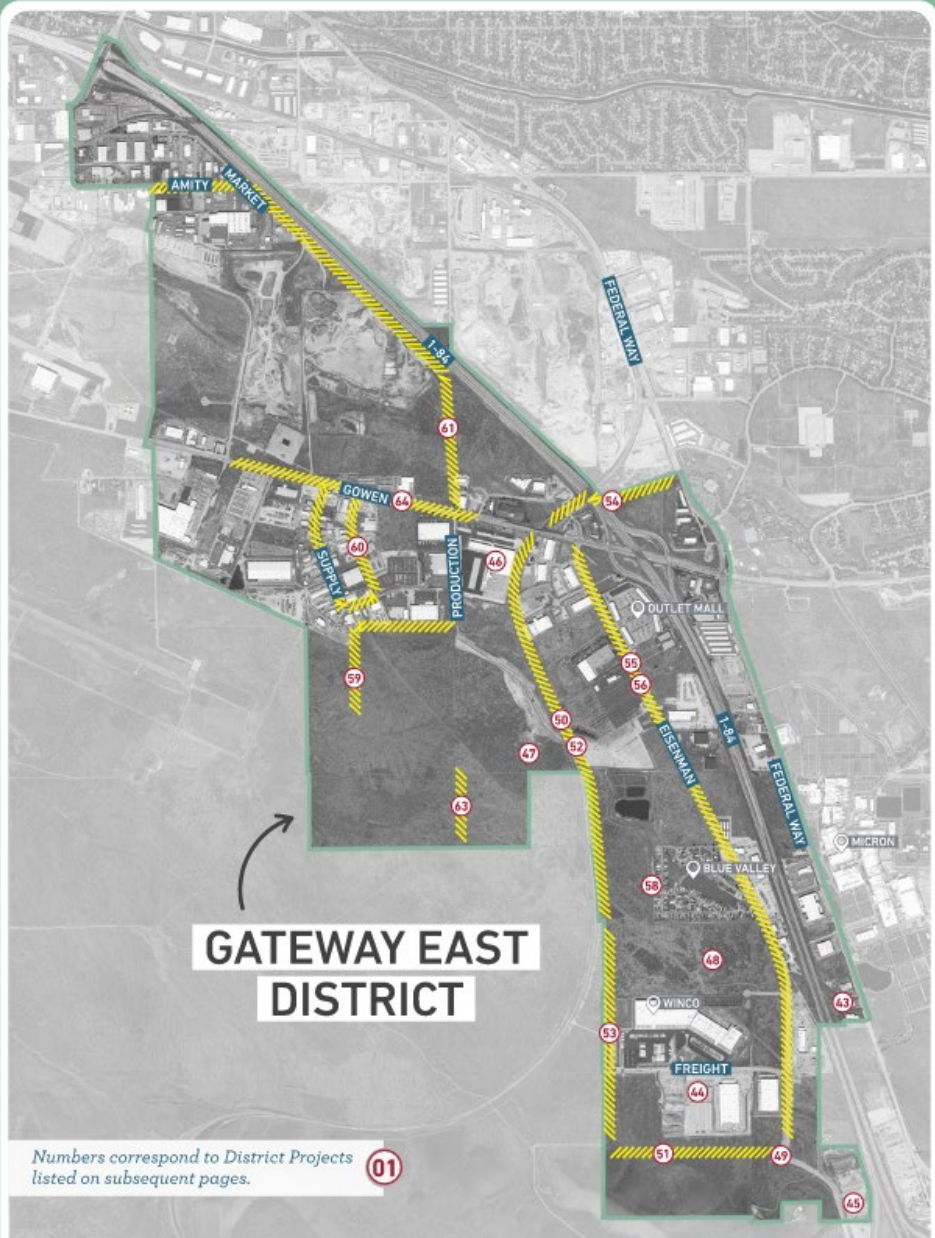 AMITY
MARKET
FEDERAL WAY
1-84
61
GOWEN
64
54
SUPPLY
60
PRODUCTION
46
OUTLET MALL
59
55
56
50
52
47
EISENMAN
1-84
FEDERAL WAY
63
MICRON
58
BLUE VALLEY
GATEWAY EAST
DISTRICT
48
43
WINCO
53
FREIGHT
44
51
49
45
Numbers correspond to District Projects
listed on subsequent pages.
01